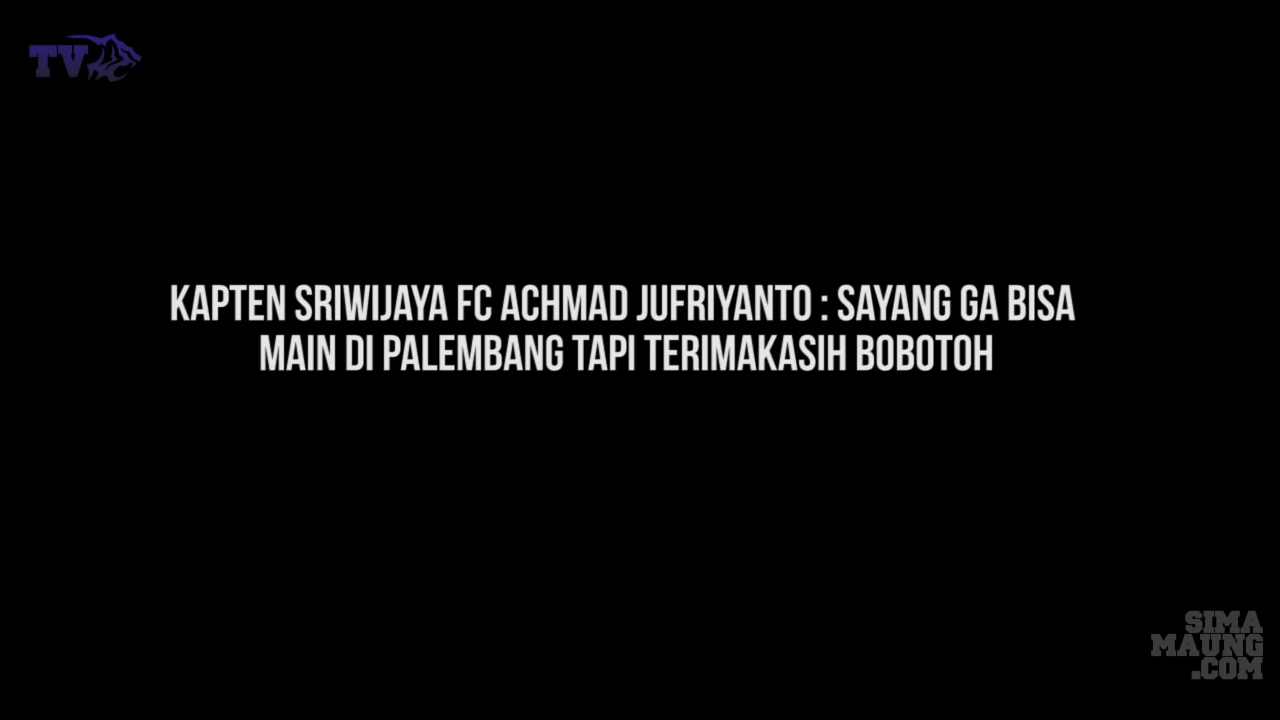 TV
KAPTEN SRIWIJAYA FC ACHMAD JUFRIYANTO : SAYANG GA BISA
MAIN DI PALEMBANG TAPI TERIMAKASIH BOBOTOH
SIMA
MAUNG
.COM